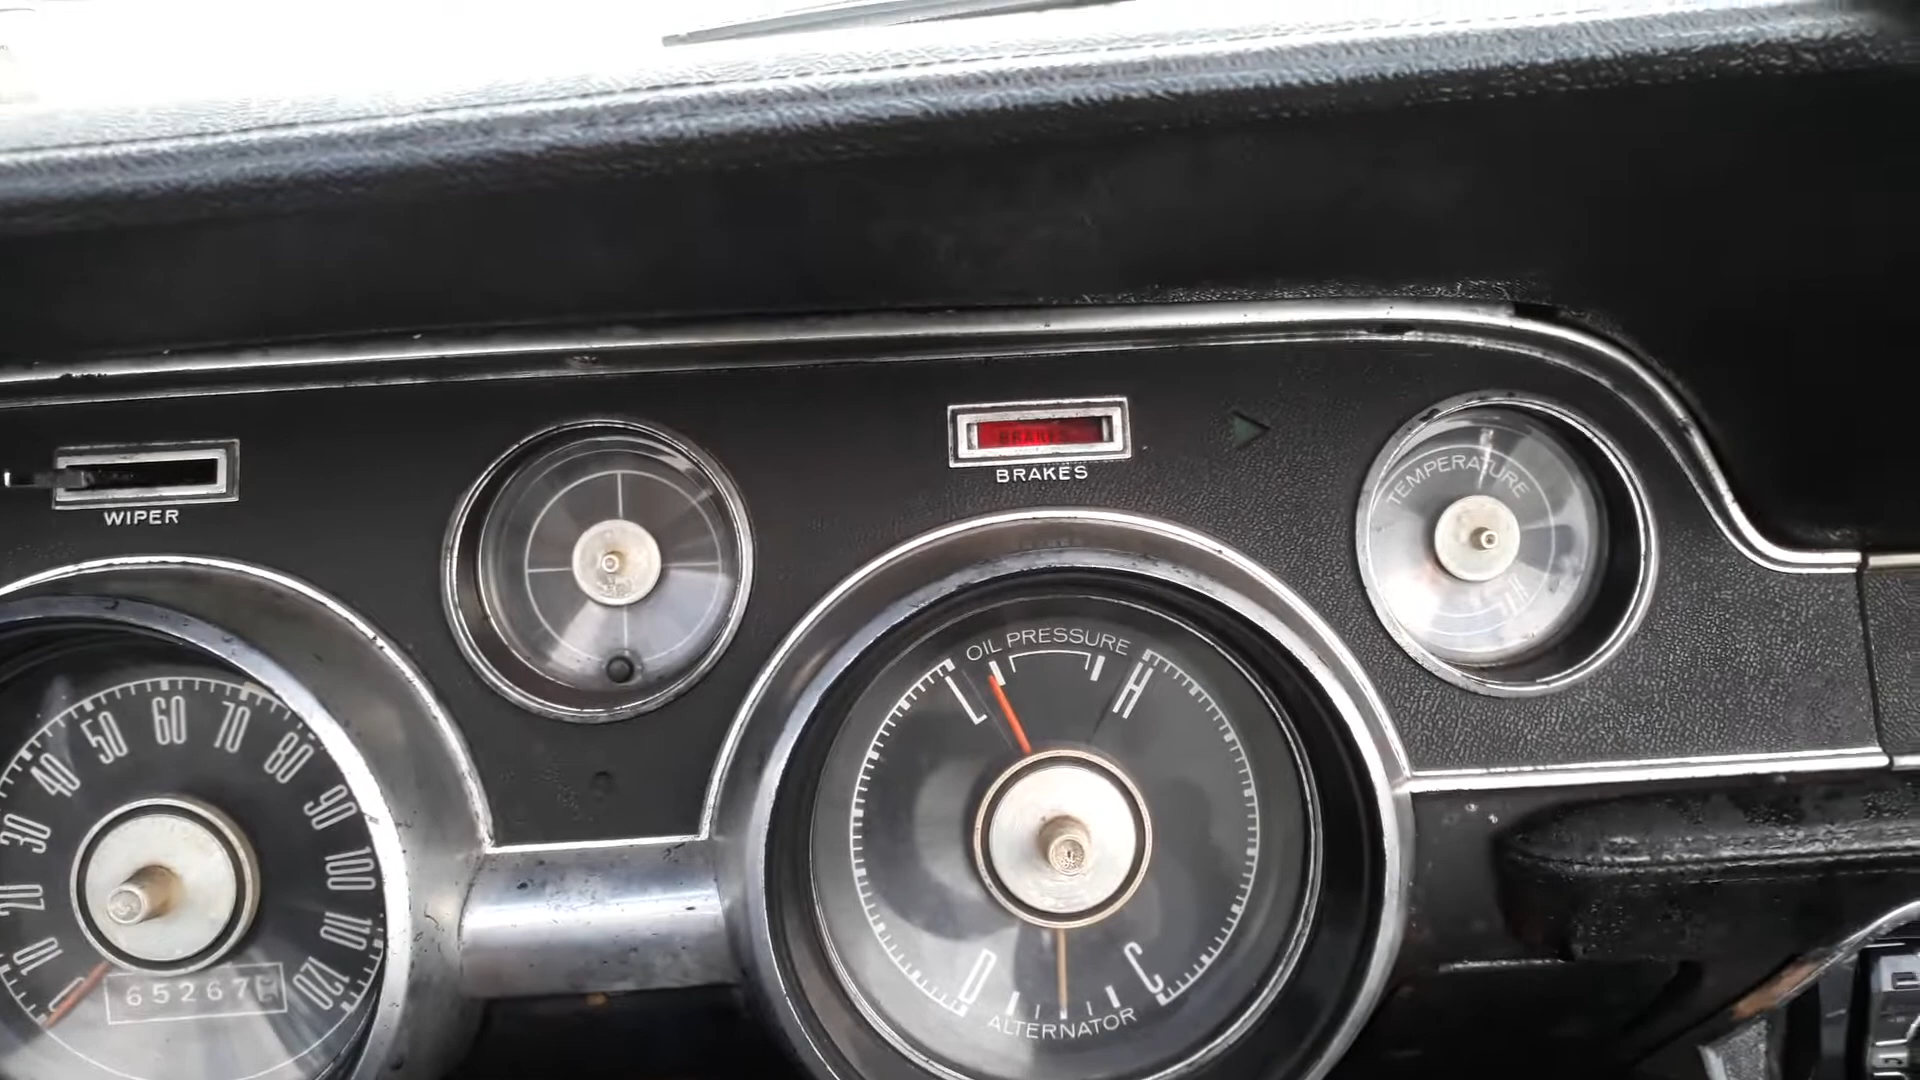 BRAKES
BRAKES
WIPER
TEMPERATURE
OIL PRESSURE
L H
10 20 30 40 50 60 70 80 90 100 110 120
65267
D C
ALTERNATOR